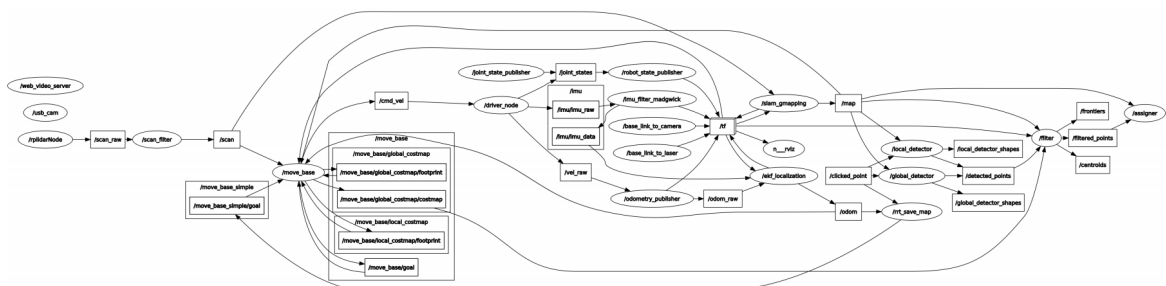 /web_video_server
/usb_cam
/rplidarNode
/scan_raw
/scan_filter
/scan
/move_base_simple
/move_base_simple/goal
/move_base
/cmd_vel
/move_base
/move_base/global_costmap
/move_base/global_costmap/footprint
/move_base/global_costmap/costmap
/move_base/local_costmap
/move_base/local_costmap/footprint
/move_base/goal
/joint_state_publisher
/joint_states
/robot_state_publisher
/driver_node
/imu
/imu/imu_raw
/imu/imu_data
/imu_filter_madgwick
/base_link_to_camera
/base_link_to_laser
/vel_raw
/odometry_publisher
/odom_raw
/tf
/slam_gmapping
n__rviz
/ekf_localization
/map
/odom
/clicked_point
/rrt_save_map
/local_detector
/global_detector
/local_detector_shapes
/detected_points
/global_detector_shapes
/filter
/frontiers
/filtered_points
/centroids
/assigner